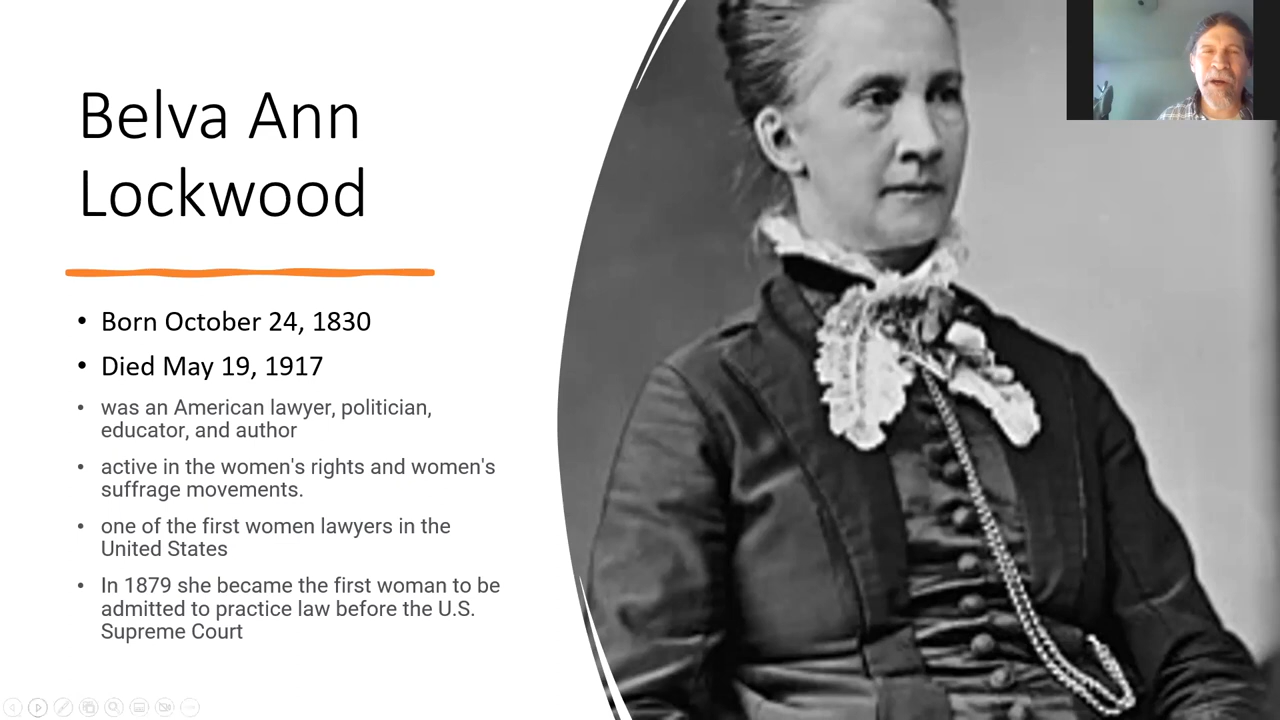 Belva Ann
Lockwood
• Born October 24, 1830
• Died May 19, 1917
• was an American lawyer, politician,
educator, and author
• active in the women's rights and women's
suffrage movements.
• one of the first women lawyers in the
United States
• In 1879 she became the first woman to be
admitted to practice law before the U.S.
Supreme Court